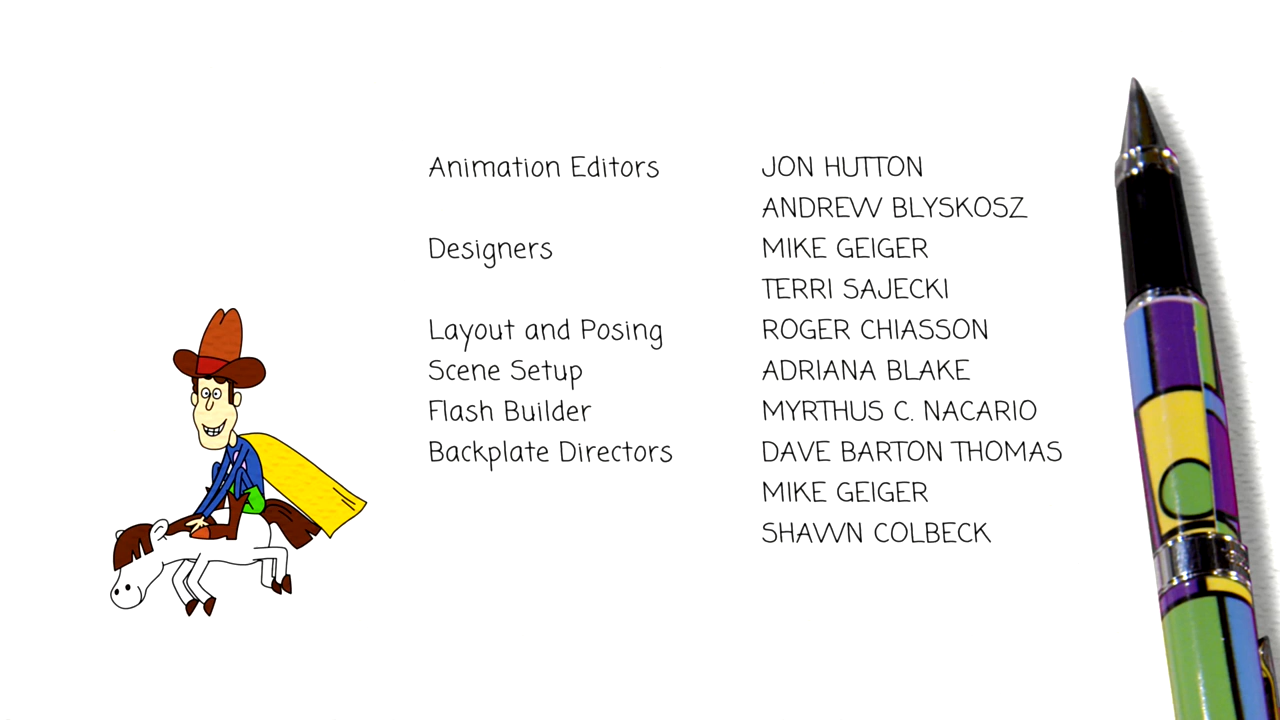 Animation Editors JON HUTTON
ANDREW BLYSKOSZ
Designers MIKE GEIGER
TERRI SAJECKI
Layout and Posing ROGER CHIASSON
Scene Setup ADRIANA BLAKE
Flash Builder MYRTHUS C. NACARIO
Backplate Directors DAVE BARTON THOMAS
MIKE GEIGER
SHAWN COLBECK